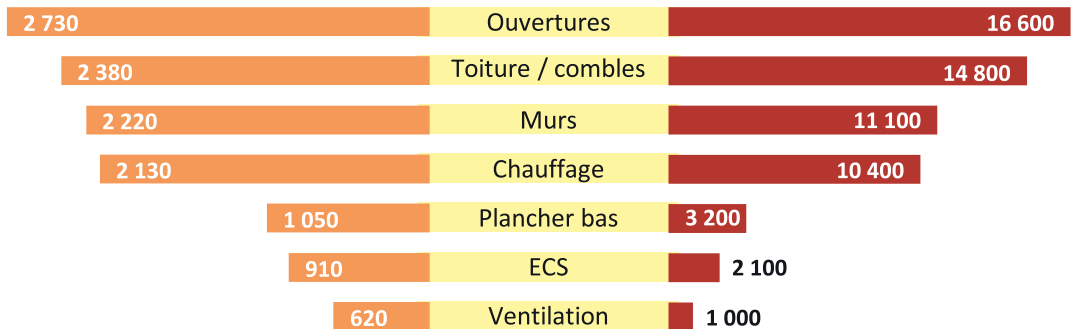 2 730 Ouvertures 16 600
2 380 Toiture / combles 14 800
2 220 Murs 11 100
2 130 Chauffage 10 400
1 050 Plancher bas 3 200
910 ECS 2 100
620 Ventilation 1 000